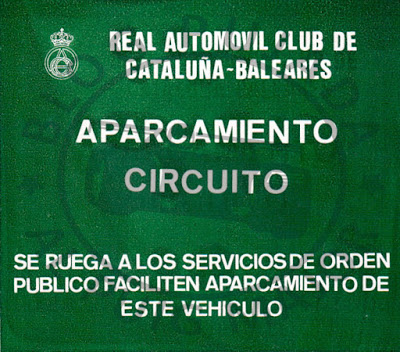 REAL AUTOMOVIL CLUB DE
CATALUÑA-BALEARES
APARCAMIENTO
CIRCUITO
SE RUEGA A LOS SERVICIOS DE ORDEN
PUBLICO FACILITEN APARCAMIENTO DE
ESTE VEHICULO